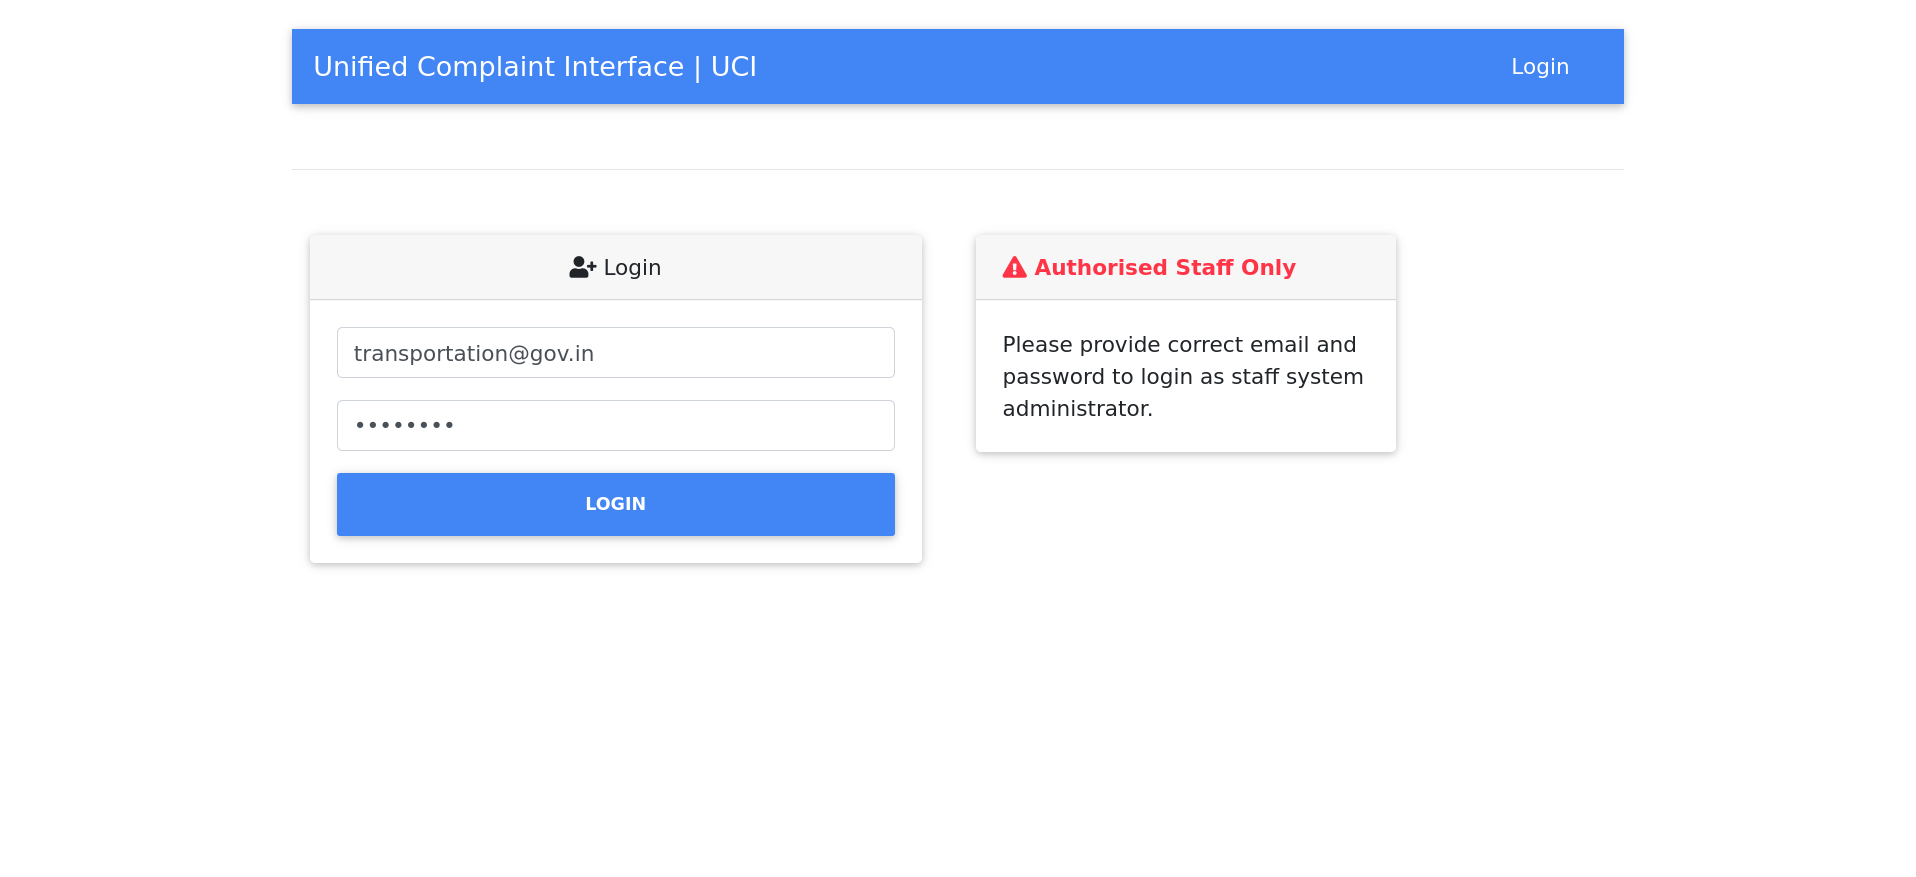 Unified Complaint Interface | UCI
Login
Login
transportation@gov.in
••••••••
LOGIN
Authorised Staff Only
Please provide correct email and
password to login as staff system
administrator.